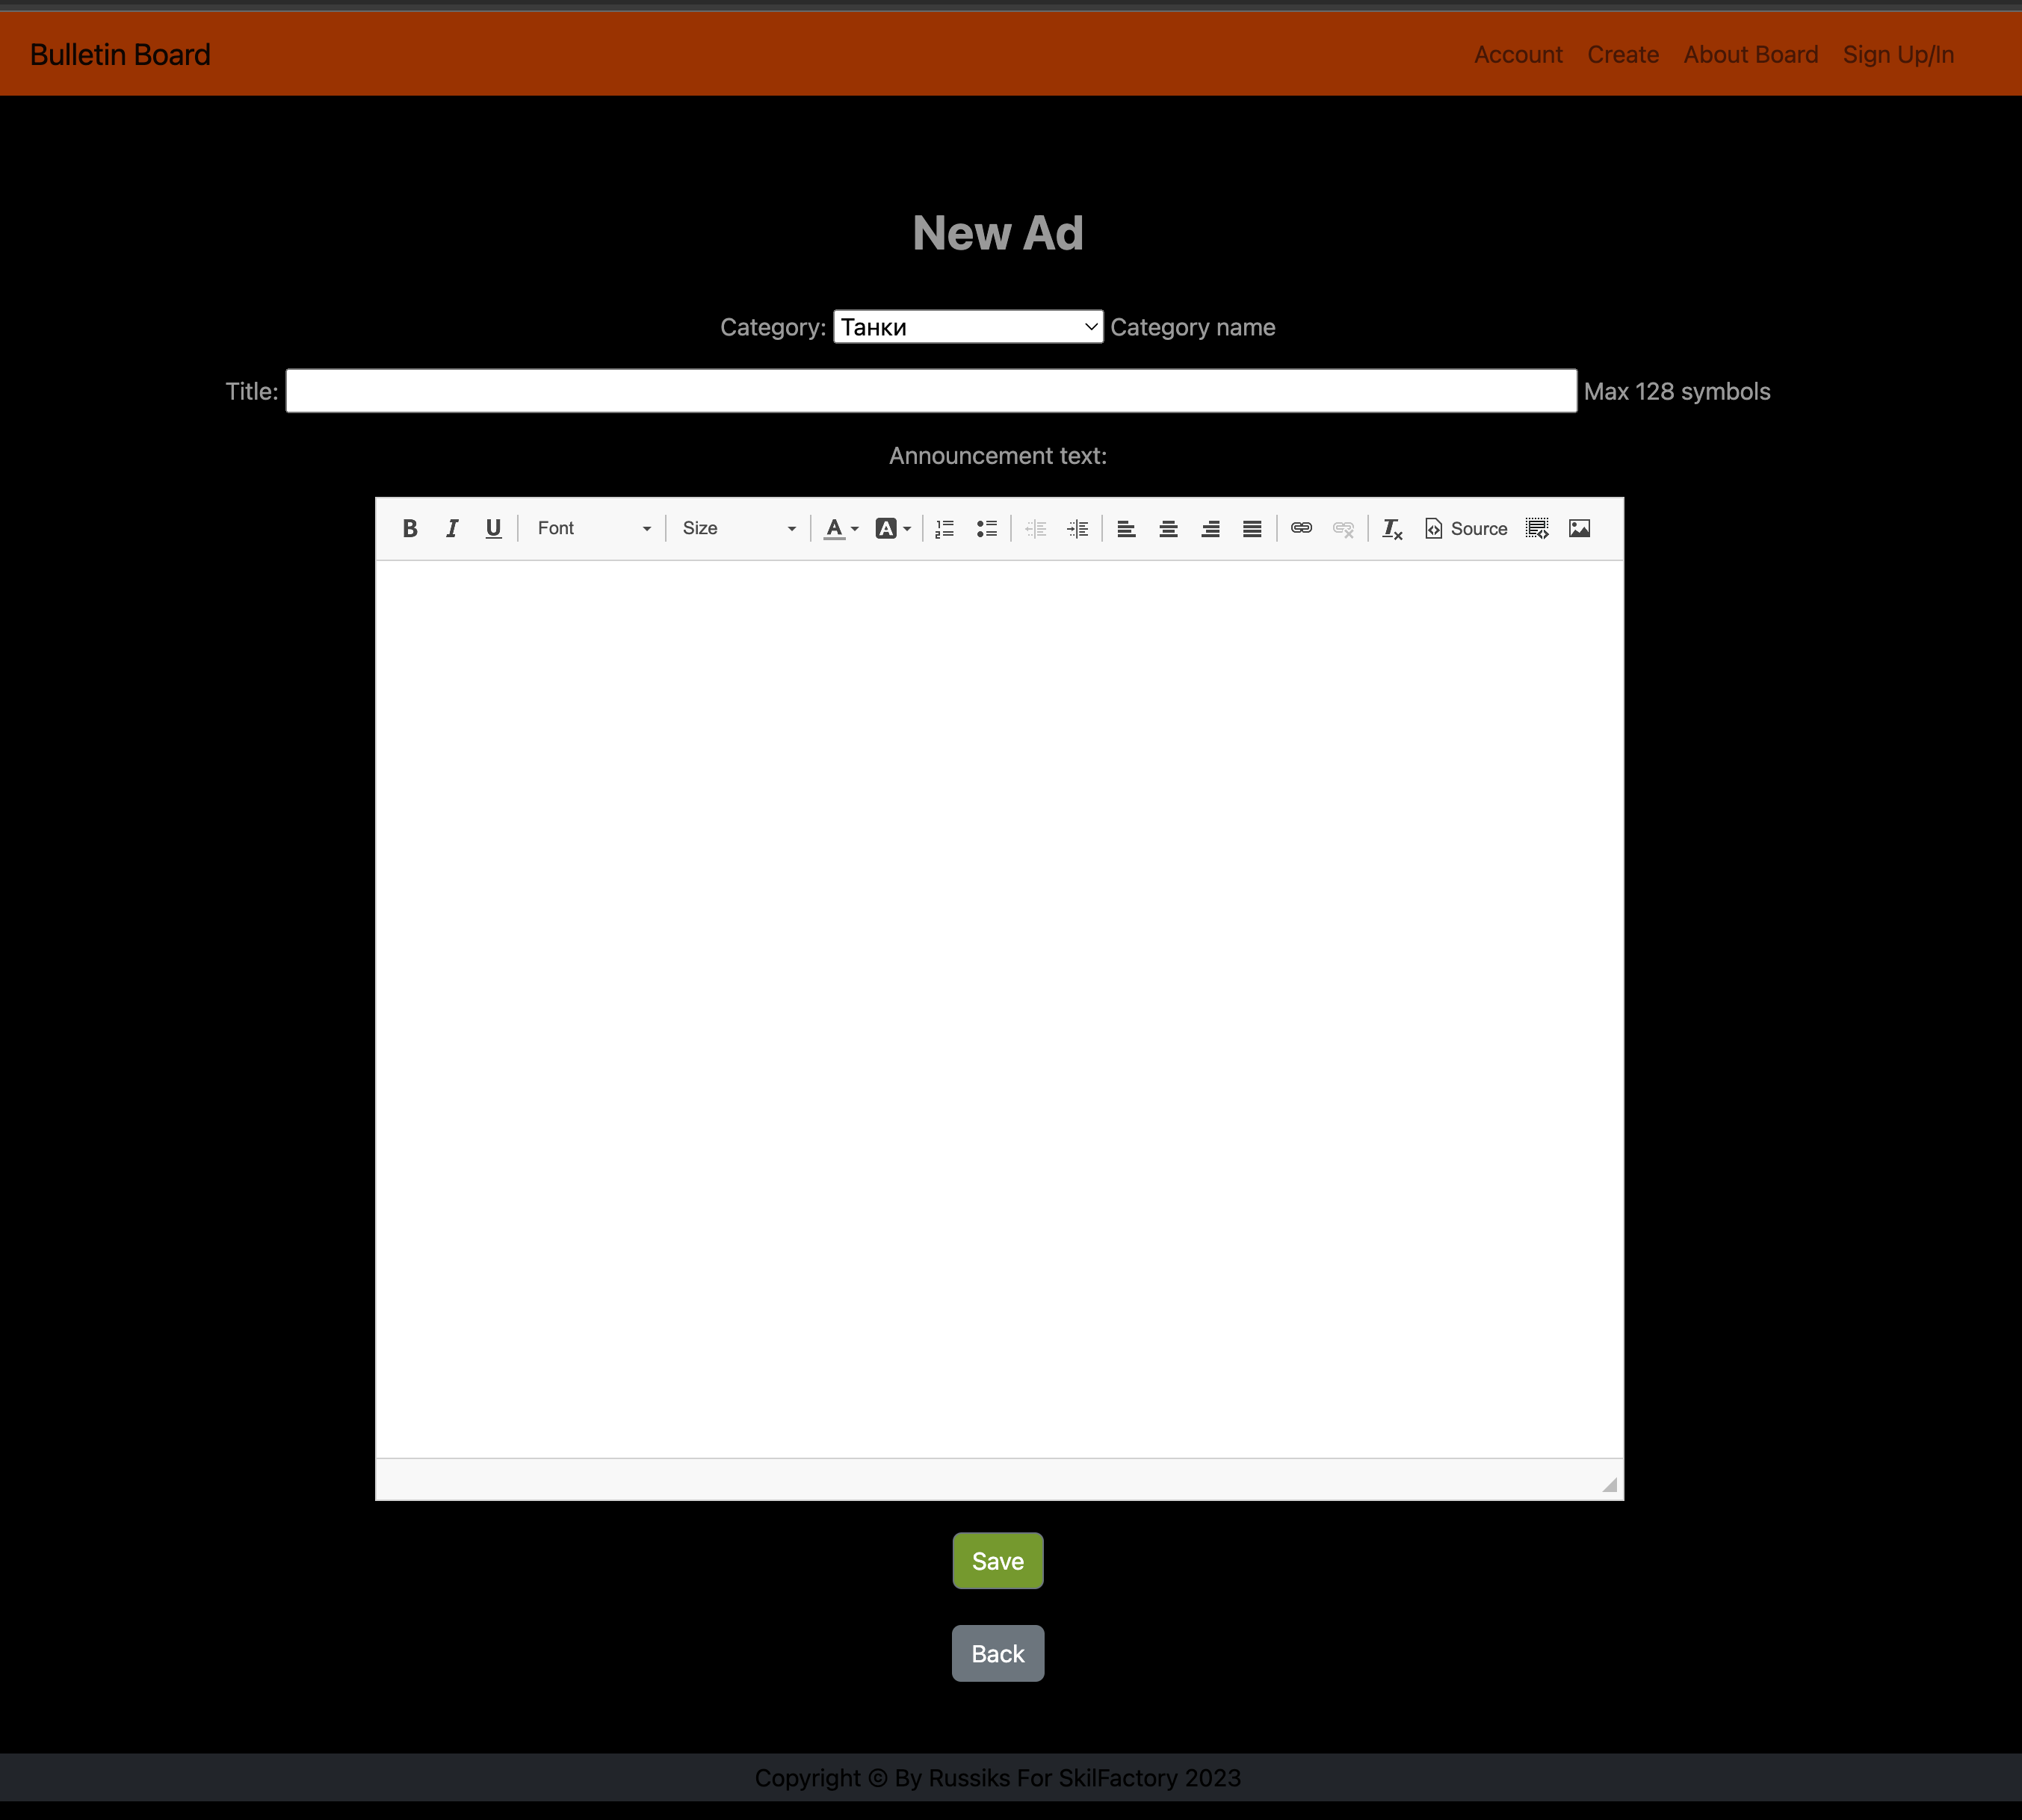 Bulletin Board Account Create About Board Sign Up/In
New Ad
Category: Танки Category name
Title: Max 128 symbols
Announcement text:
B I U Font Size A A Source
Save
Back
Copyright © By Russiks For SkilFactory 2023